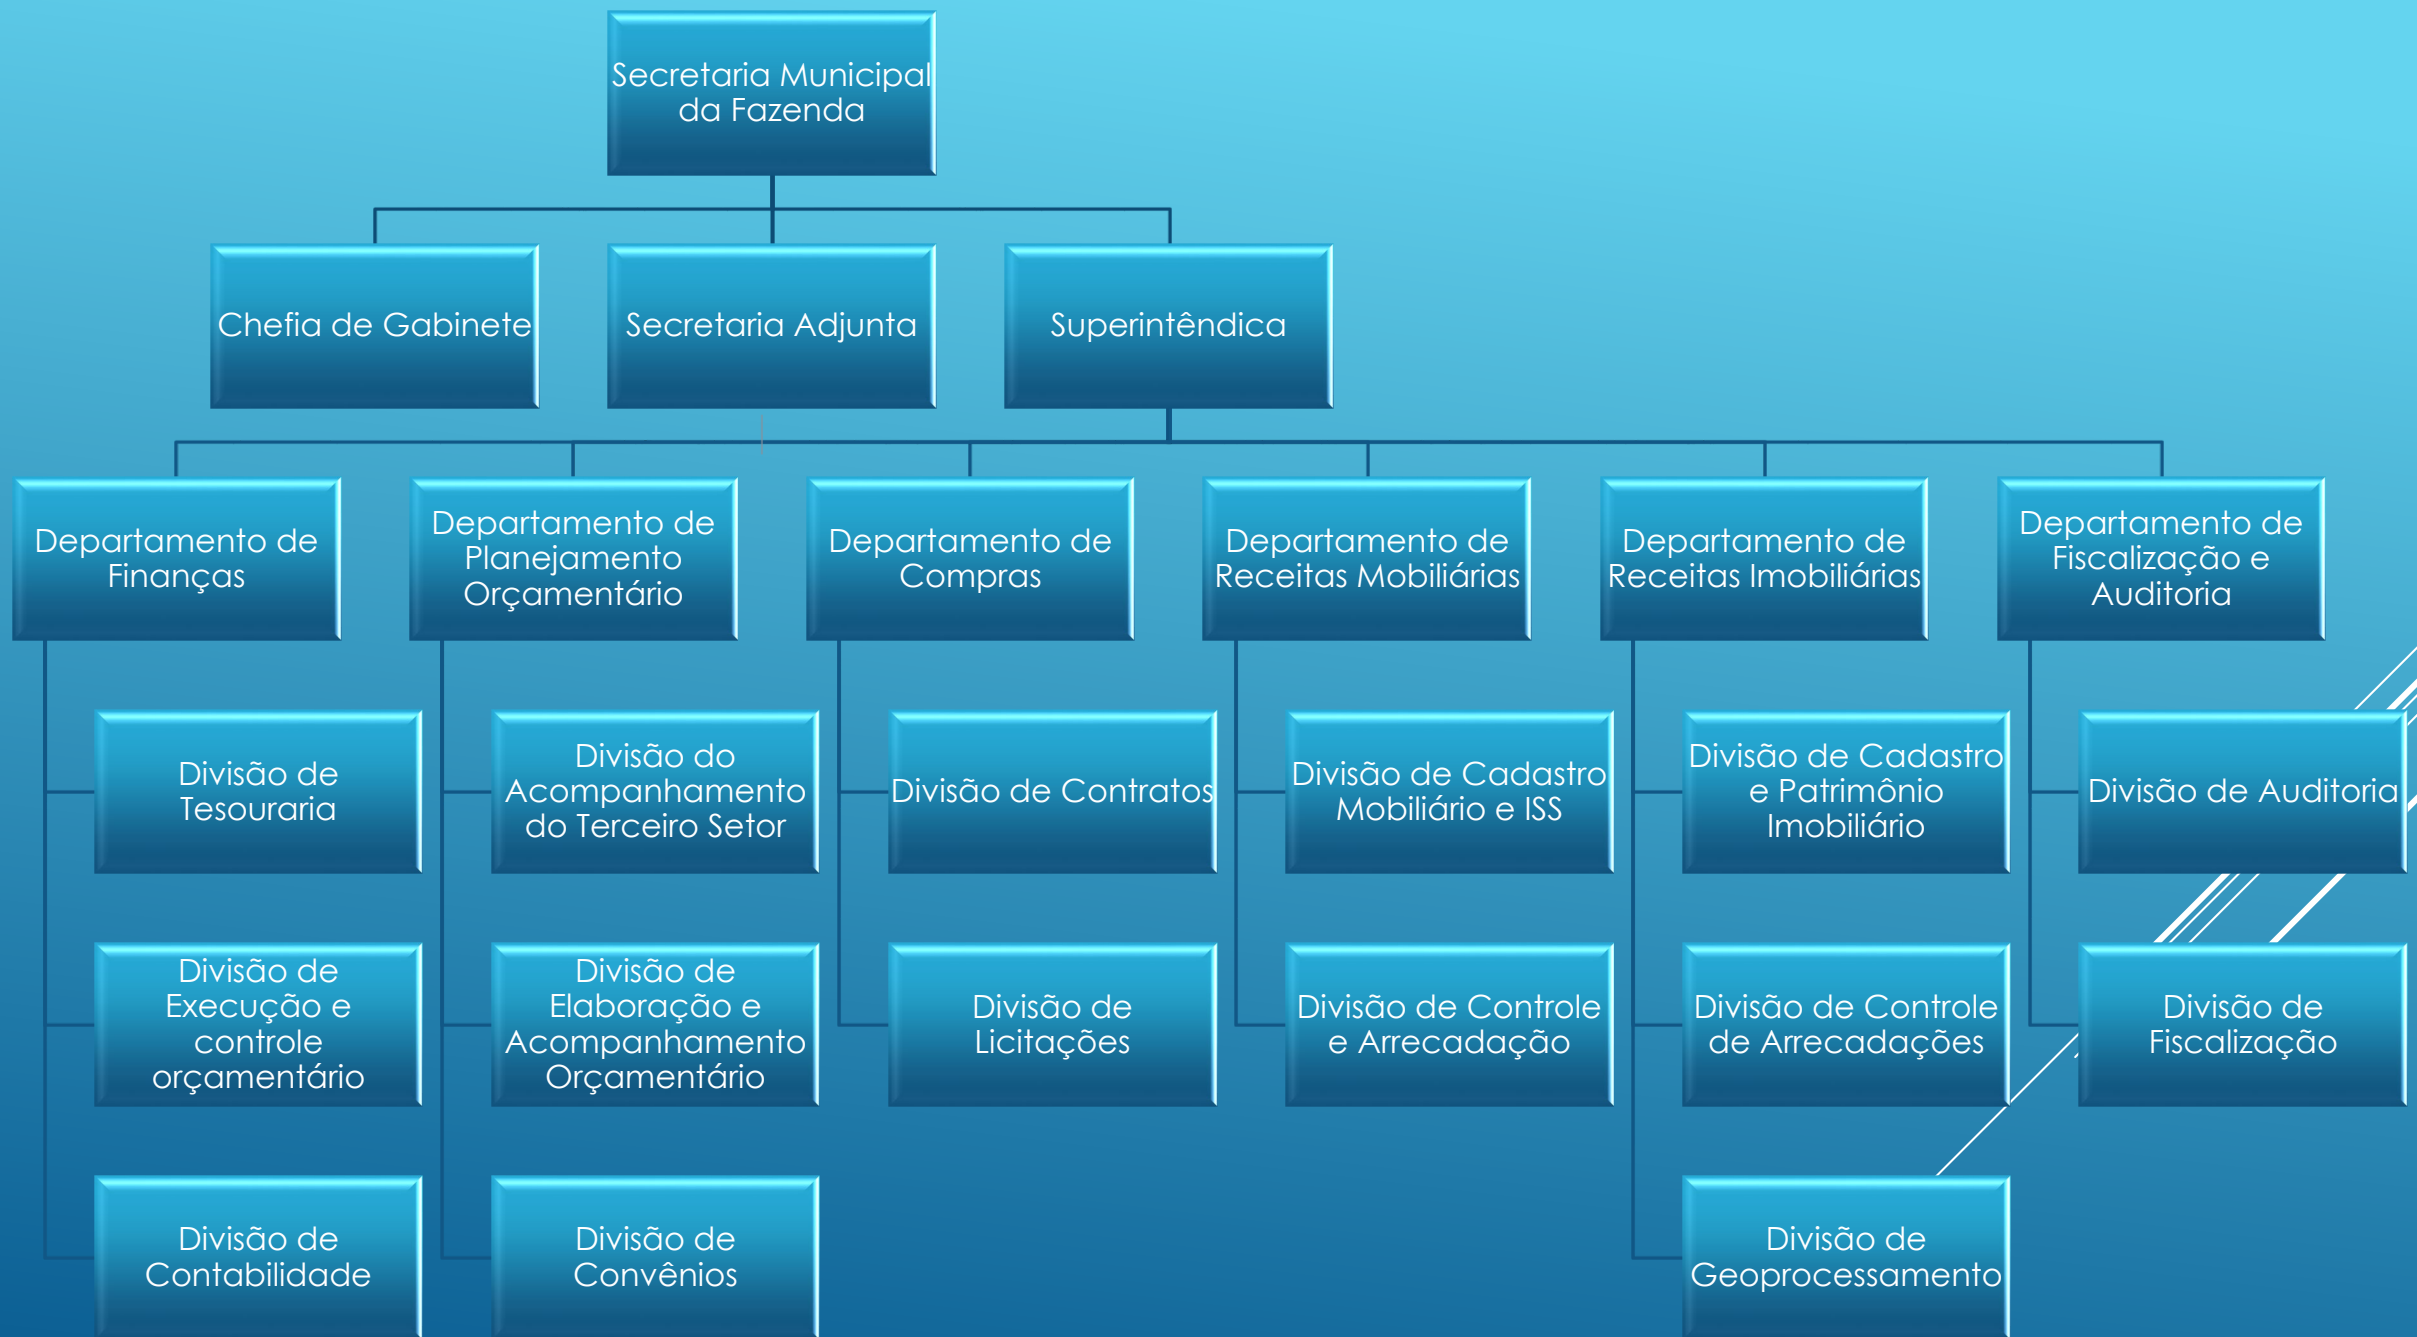 Secretaria Municipal
da Fazenda
Chefia de Gabinete
Secretaria Adjunta
Superintêndica
Departamento de
Finanças
Departamento de
Planejamento
Orçamentário
Departamento de
Compras
Departamento de
Receitas Mobiliárias
Departamento de
Receitas Imobiliárias
Departamento de
Fiscalização e
Auditoria
Divisão de
Tesouraria
Divisão do
Acompanhamento
do Terceiro Setor
Divisão de Contratos
Divisão de Cadastro
Mobiliário e ISS
Divisão de Cadastro
e Patrimônio
Imobiliário
Divisão de Auditoria
Divisão de
Execução e
controle
orçamentário
Divisão de
Elaboração e
Acompanhamento
Orçamentário
Divisão de
Licitações
Divisão de Controle
e Arrecadação
Divisão de Controle
de Arrecadações
Divisão de
Fiscalização
Divisão de
Contabilidade
Divisão de
Convênios
Divisão de
Geoprocessamento